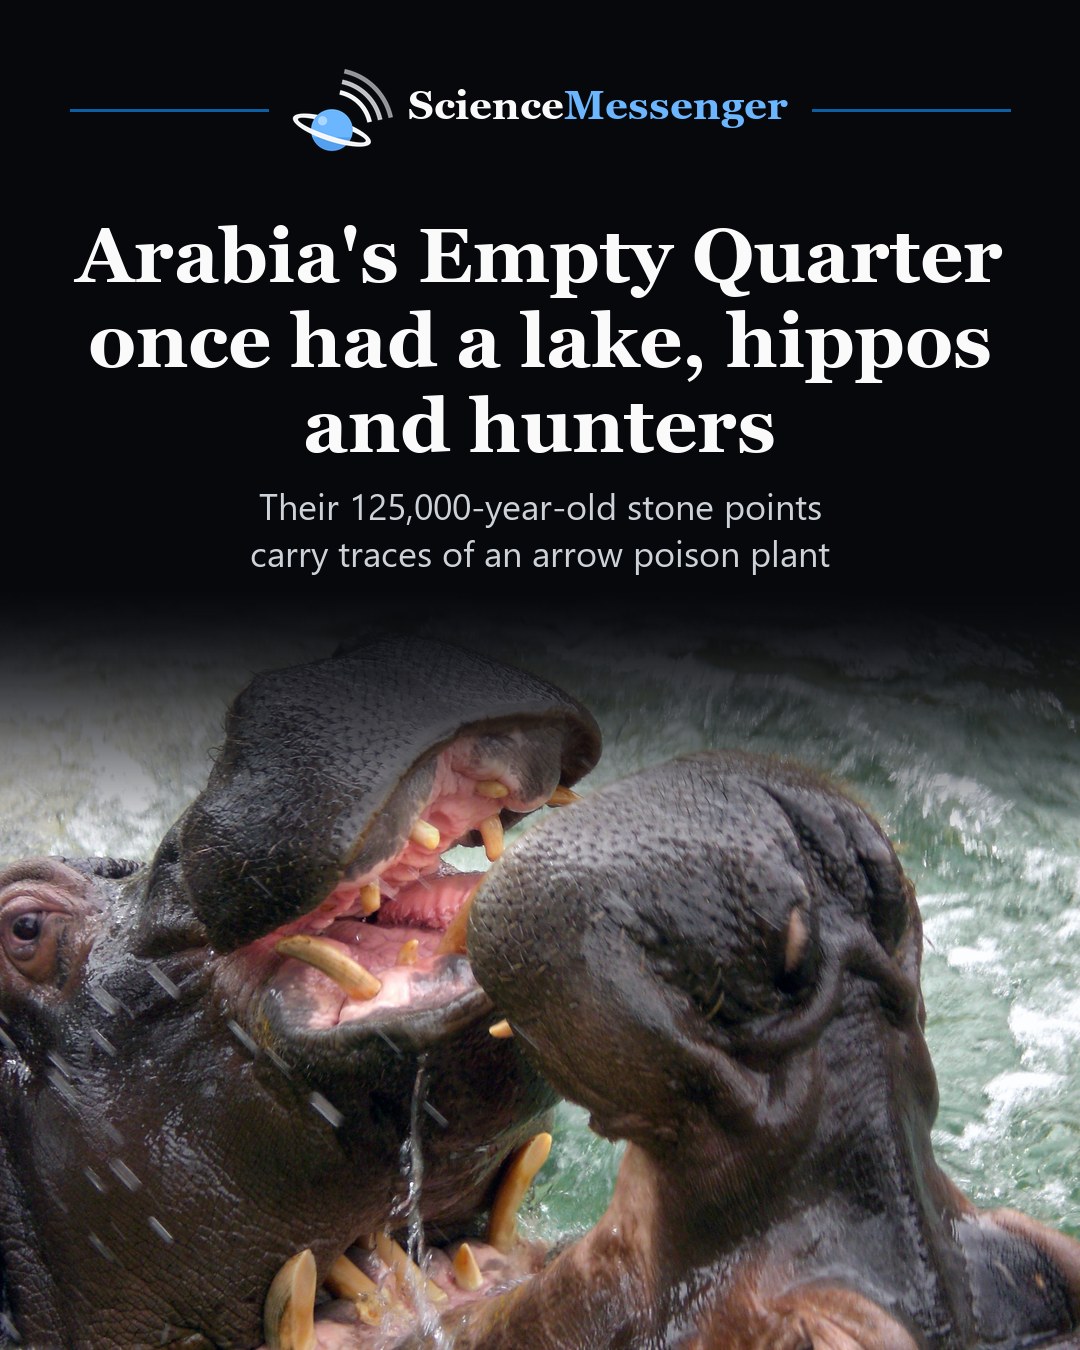 ScienceMessenger
Arabia's Empty Quarter
once had a lake, hippos
and hunters
Their 125,000-year-old stone points
carry traces of an arrow poison plant